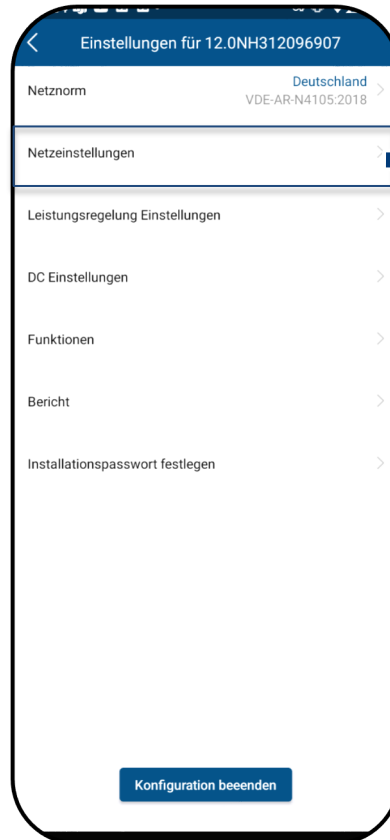 Einstellungen für 12.0NH312096907
Netznorm
Deutschland
VDE-AR-N4105:2018
Netzeinstellungen
Leistungsregelung Einstellungen
DC Einstellungen
Funktionen
Bericht
Installationspasswort festlegen
Konfiguration beeenden